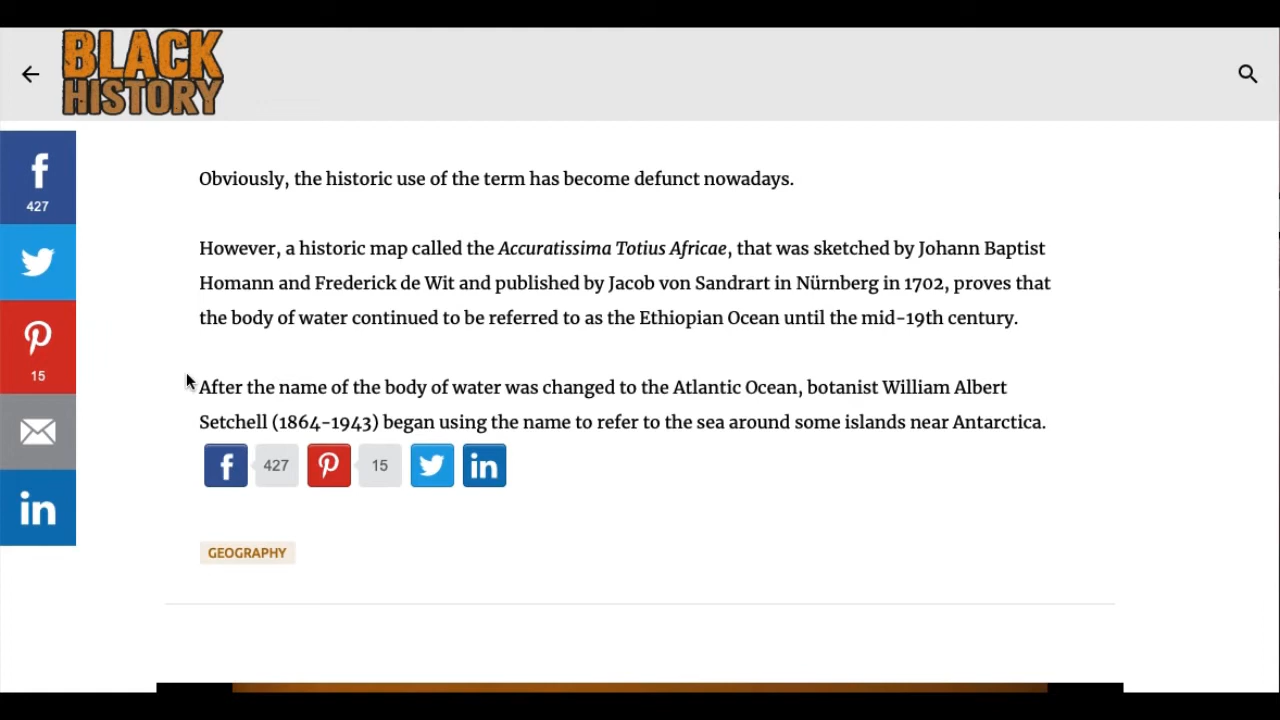 BLACK
HISTORY
427
15
Obviously, the historic use of the term has become defunct nowadays.
However, a historic map called the Accuratissima Totius Africae, that was sketched by Johann Baptist
Homann and Frederick de Wit and published by Jacob von Sandrart in Nürnberg in 1702, proves that
the body of water continued to be referred to as the Ethiopian Ocean until the mid-19th century.
After the name of the body of water was changed to the Atlantic Ocean, botanist William Albert
Setchell (1864-1943) began using the name to refer to the sea around some islands near Antarctica.
427 15
GEOGRAPHY